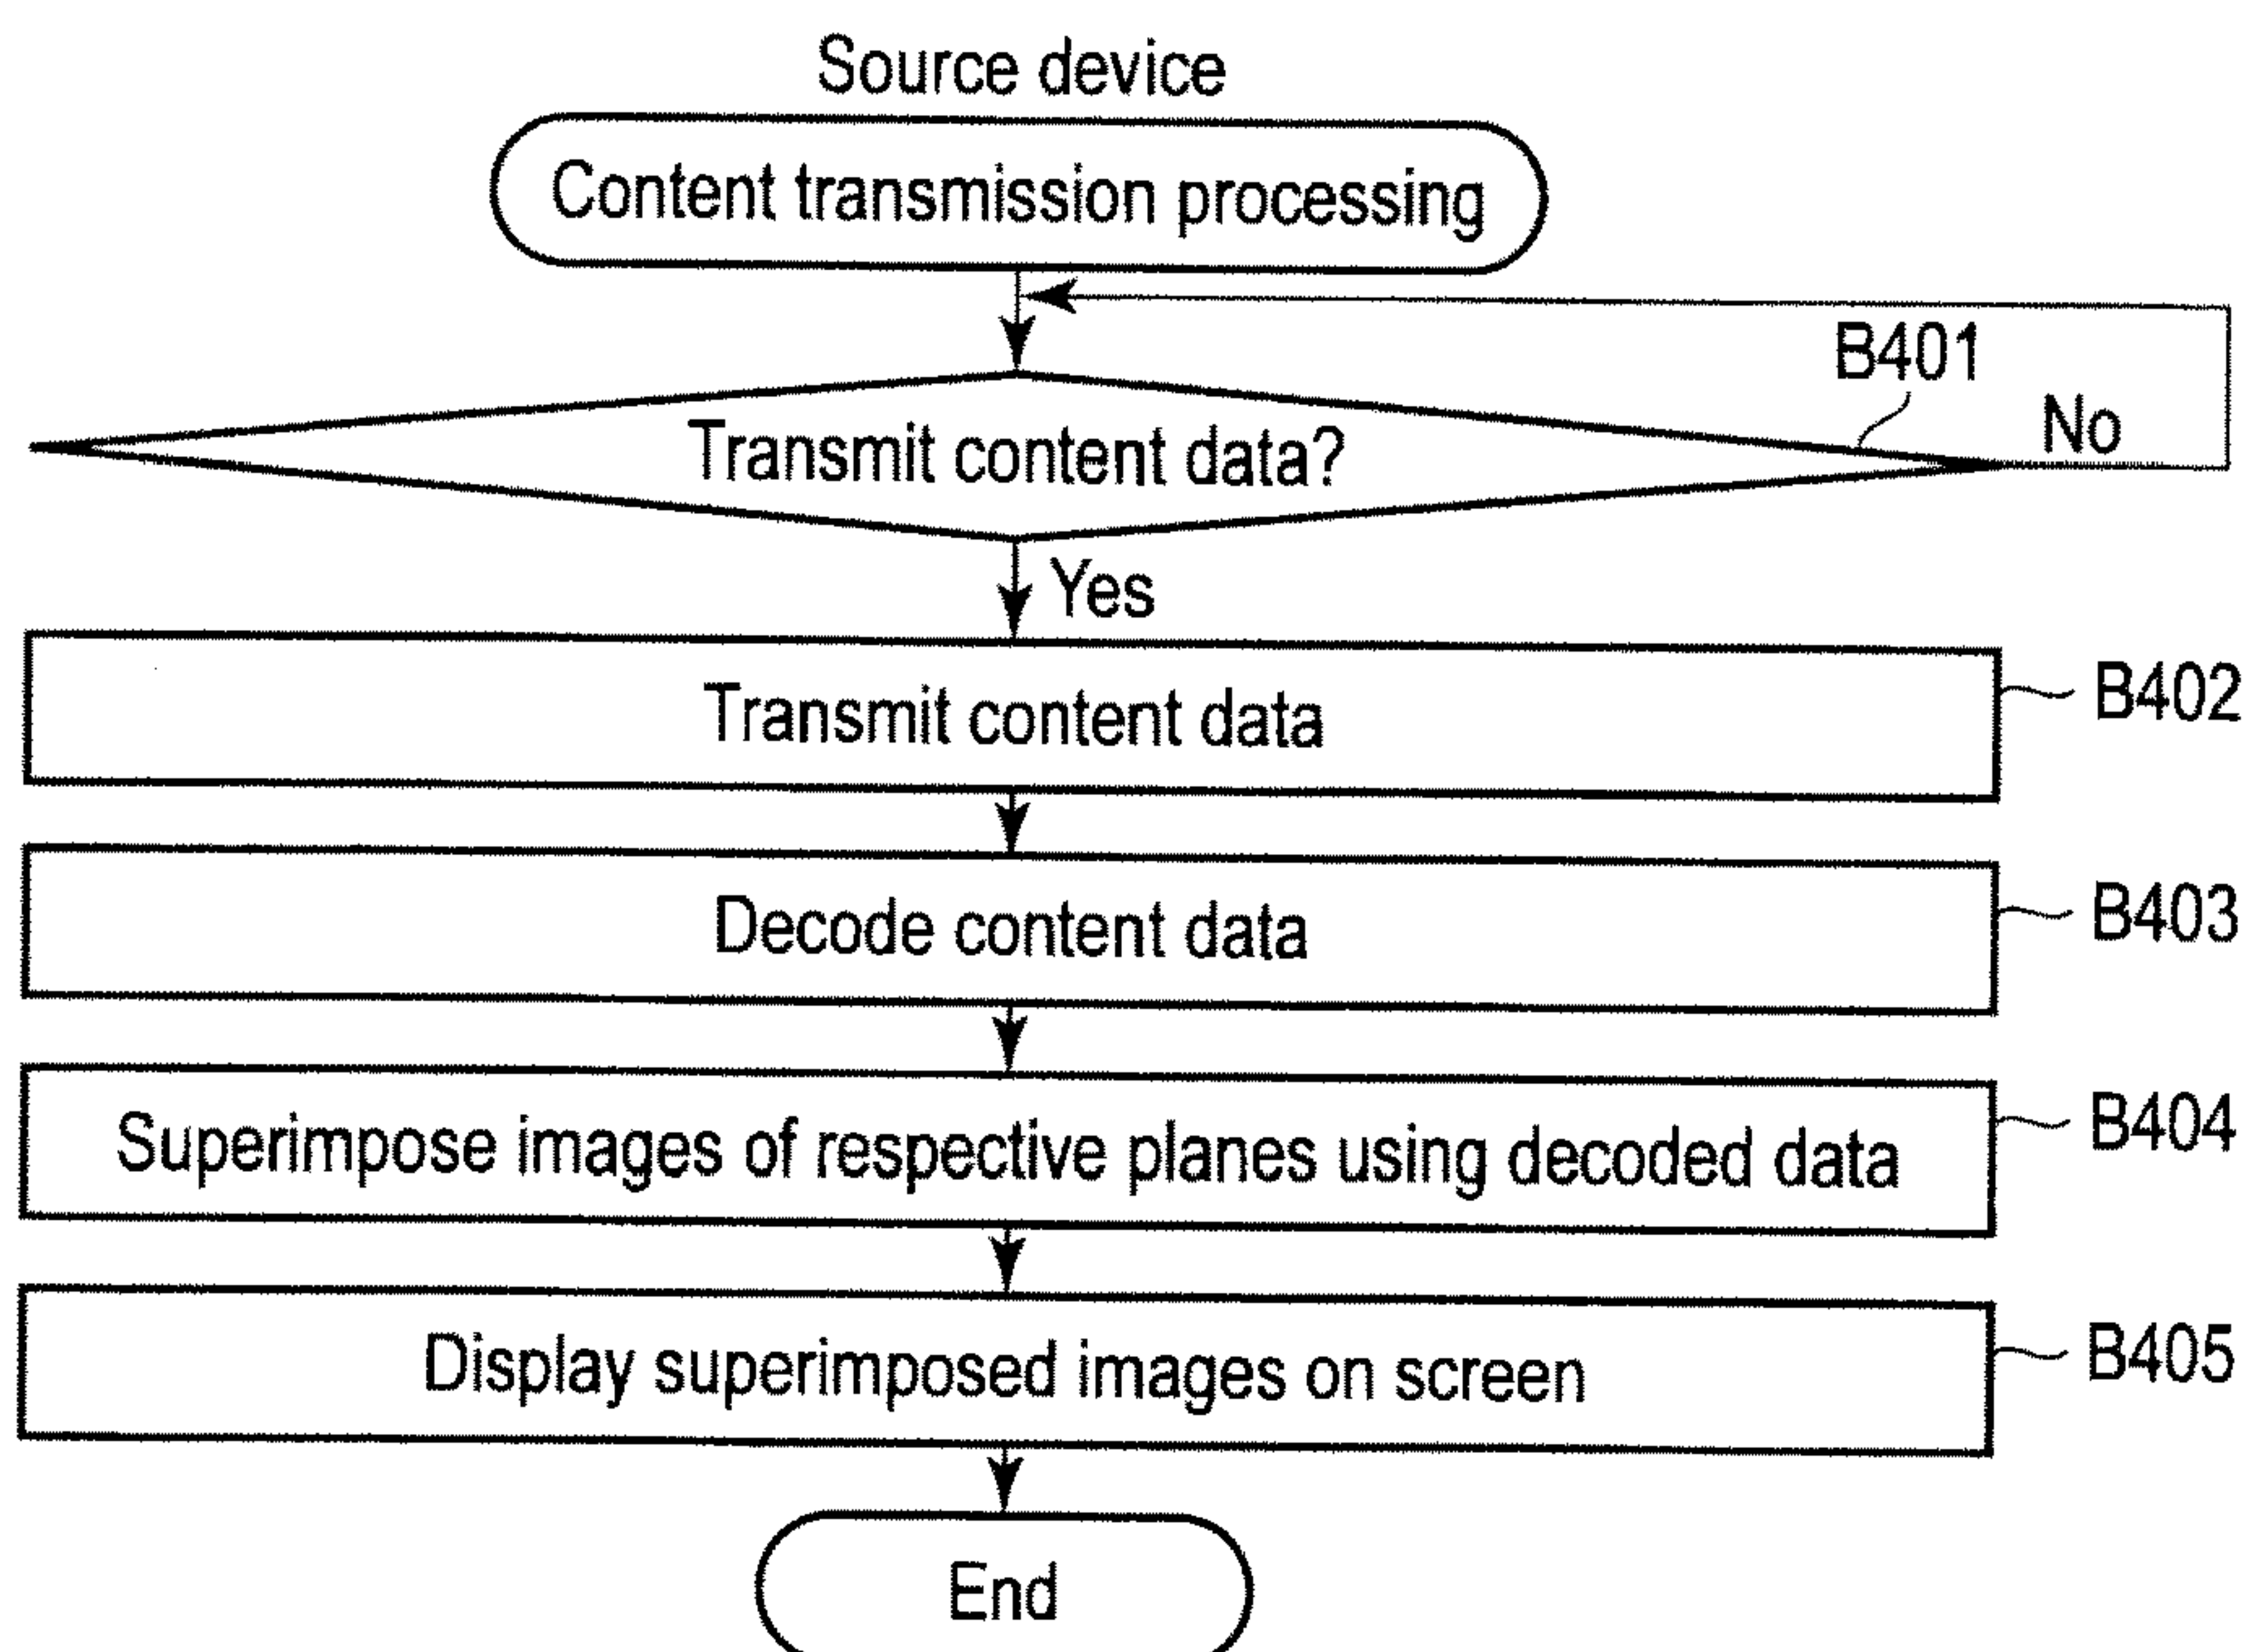 Source device
Content transmission processing
B401
Transmit content data?
No
Yes
Transmit content data
B402
Decode content data
B403
Superimpose images of respective planes using decoded data
B404
Display superimposed images on screen
B405
End